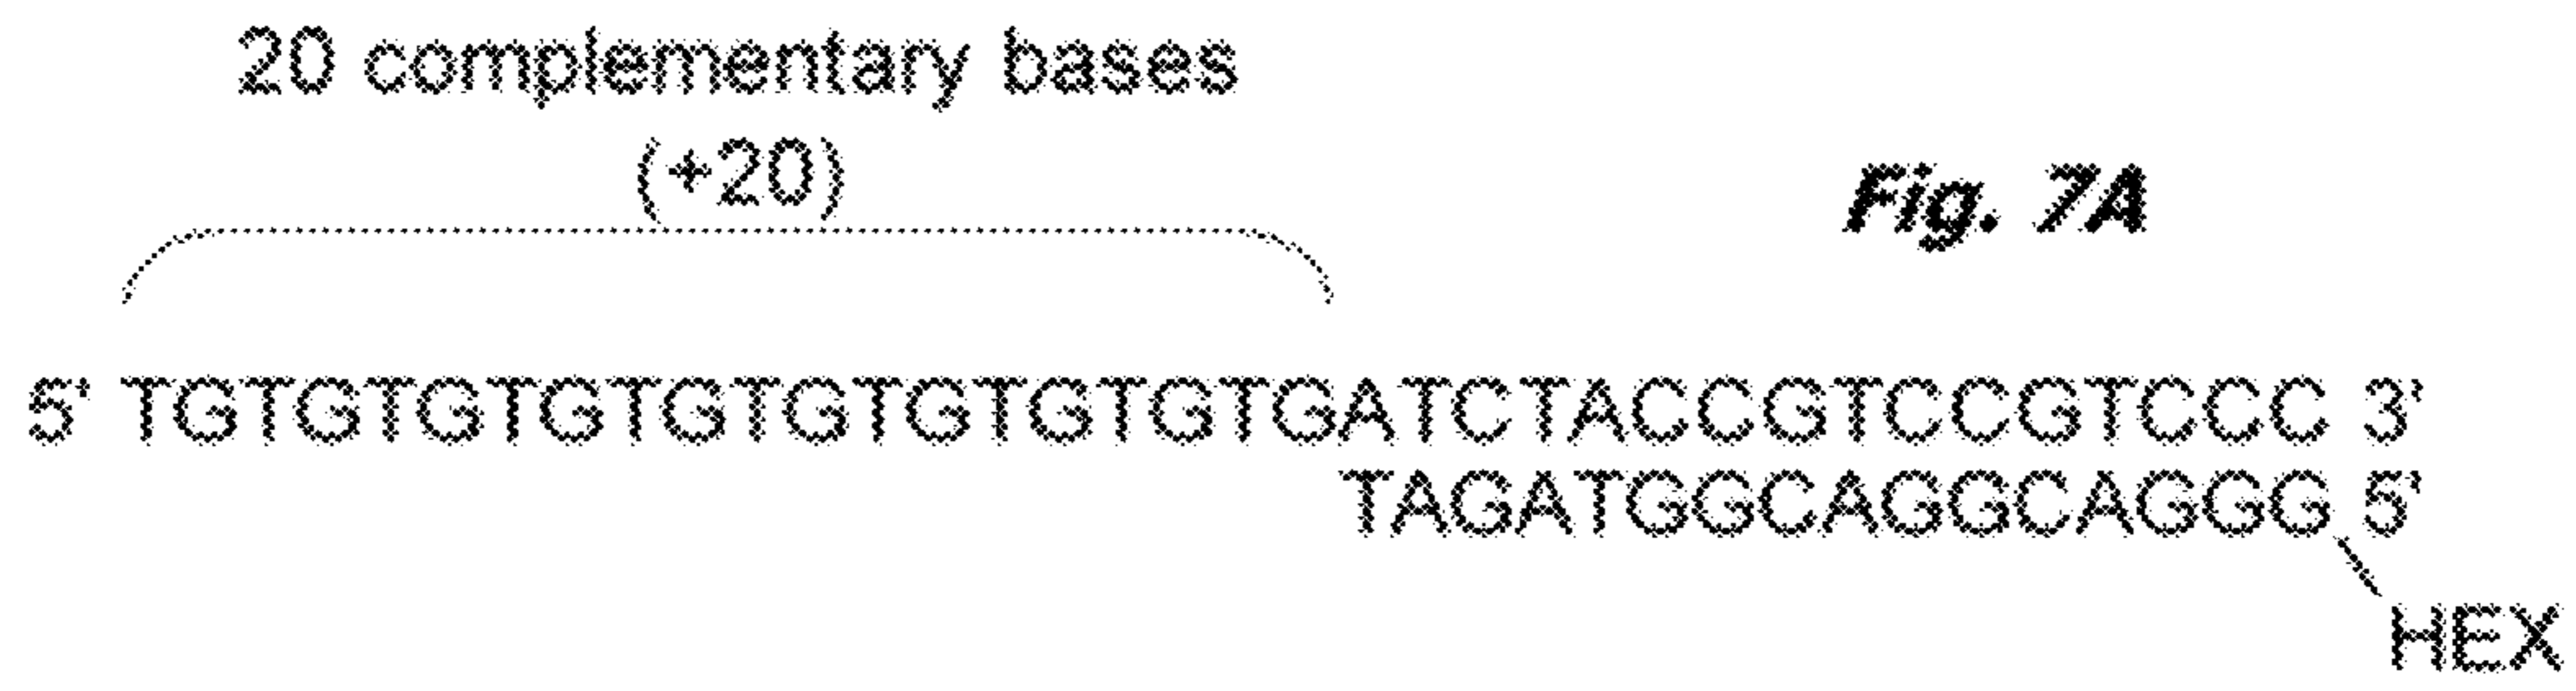 20 complementary bases
(+20)
Fig. 7A
5' TGTGTGTGTGTGTGTGTGTGATCTACCGTCCGTCCC 3'
TAGATGGCAGGCAGGG 5'
HEX